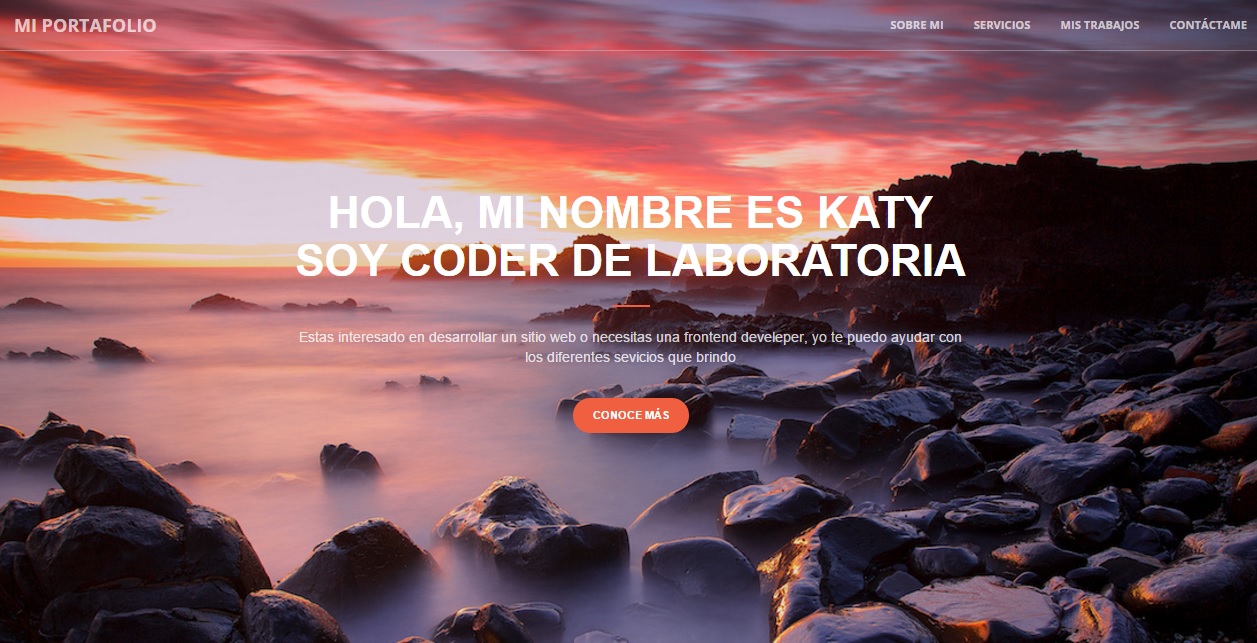 MI PORTAFOLIO
SOBRE MI
SERVICIOS
MIS TRABAJOS
CONTÁCTAME
HOLA, MI NOMBRE ES KATY
SOY CODER DE LABORATORIA
Estas interesado en desarrollar un sitio web o necesitas una frontend develeper, yo te puedo ayudar con
los diferentes sevicios que brindo
CONOCE MÁS